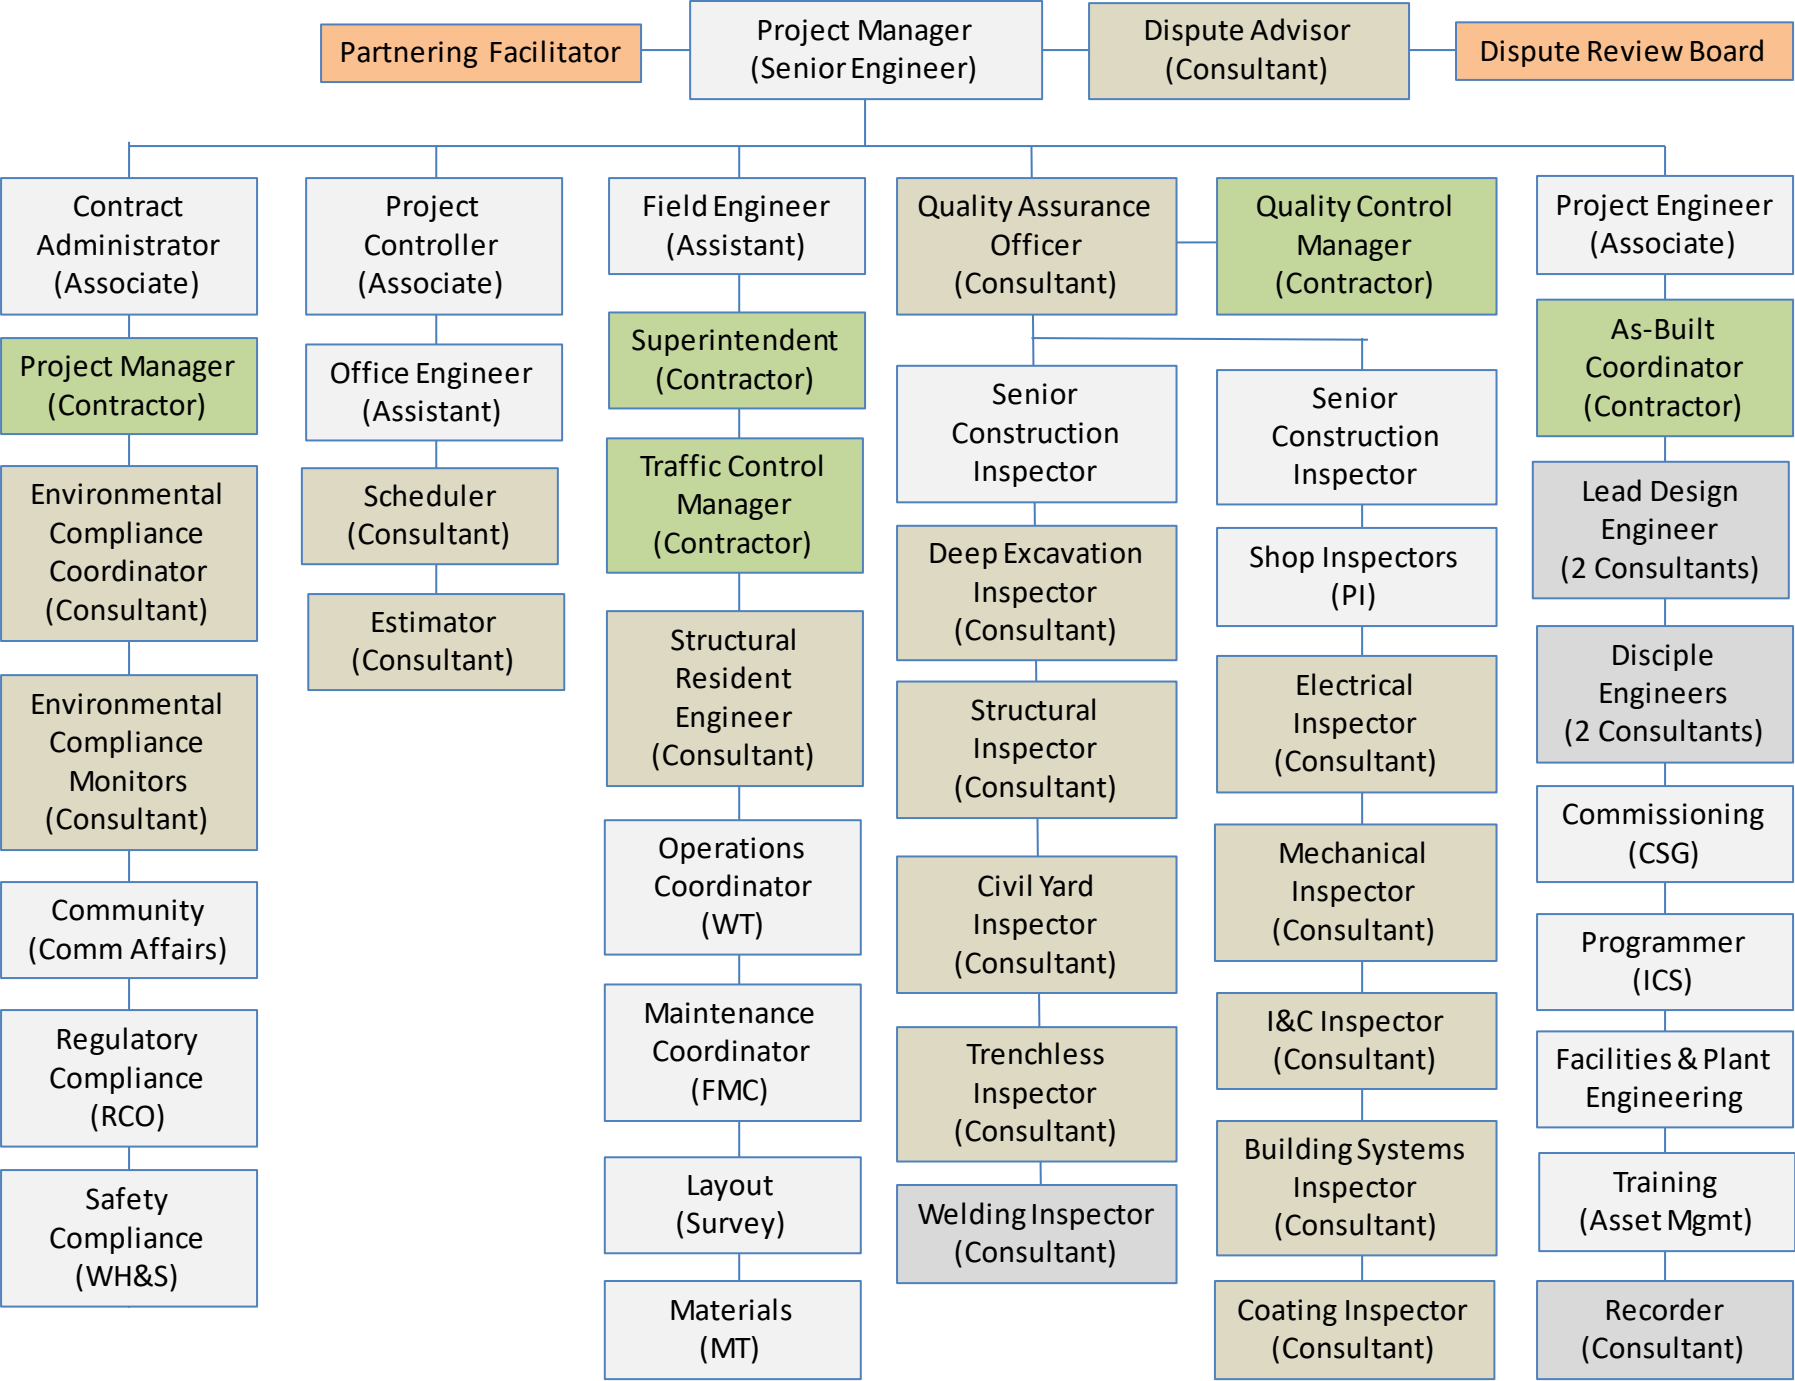 Partnering Facilitator
Project Manager
(Senior Engineer)
Dispute Advisor
(Consultant)
Dispute Review Board
Contract
Administrator
(Associate)
Project Manager
(Contractor)
Environmental
Compliance
Coordinator
(Consultant)
Environmental
Compliance
Monitors
(Consultant)
Community
(Comm Affairs)
Regulatory
Compliance
(RCO)
Safety
Compliance
(WH&S)
Project
Controller
(Associate)
Office Engineer
(Assistant)
Scheduler
(Consultant)
Estimator
(Consultant)
Field Engineer
(Assistant)
Superintendent
(Contractor)
Traffic Control
Manager
(Contractor)
Structural
Resident
Engineer
(Consultant)
Operations
Coordinator
(WT)
Maintenance
Coordinator
(FMC)
Layout
(Survey)
Materials
(MT)
Quality Assurance
Officer
(Consultant)
Senior
Construction
Inspector
Deep Excavation
Inspector
(Consultant)
Structural
Inspector
(Consultant)
Civil Yard
Inspector
(Consultant)
Trenchless
Inspector
(Consultant)
Welding Inspector
(Consultant)
Quality Control
Manager
(Contractor)
Senior
Construction
Inspector
Shop Inspectors
(PI)
Electrical
Inspector
(Consultant)
Mechanical
Inspector
(Consultant)
I&C Inspector
(Consultant)
Building Systems
Inspector
(Consultant)
Coating Inspector
(Consultant)
Project Engineer
(Associate)
As-Built
Coordinator
(Contractor)
Lead Design
Engineer
(2 Consultants)
Disciple
Engineers
(2 Consultants)
Commissioning
(CSG)
Programmer
(ICS)
Facilities & Plant
Engineering
Training
(Asset Mgmt)
Recorder
(Consultant)